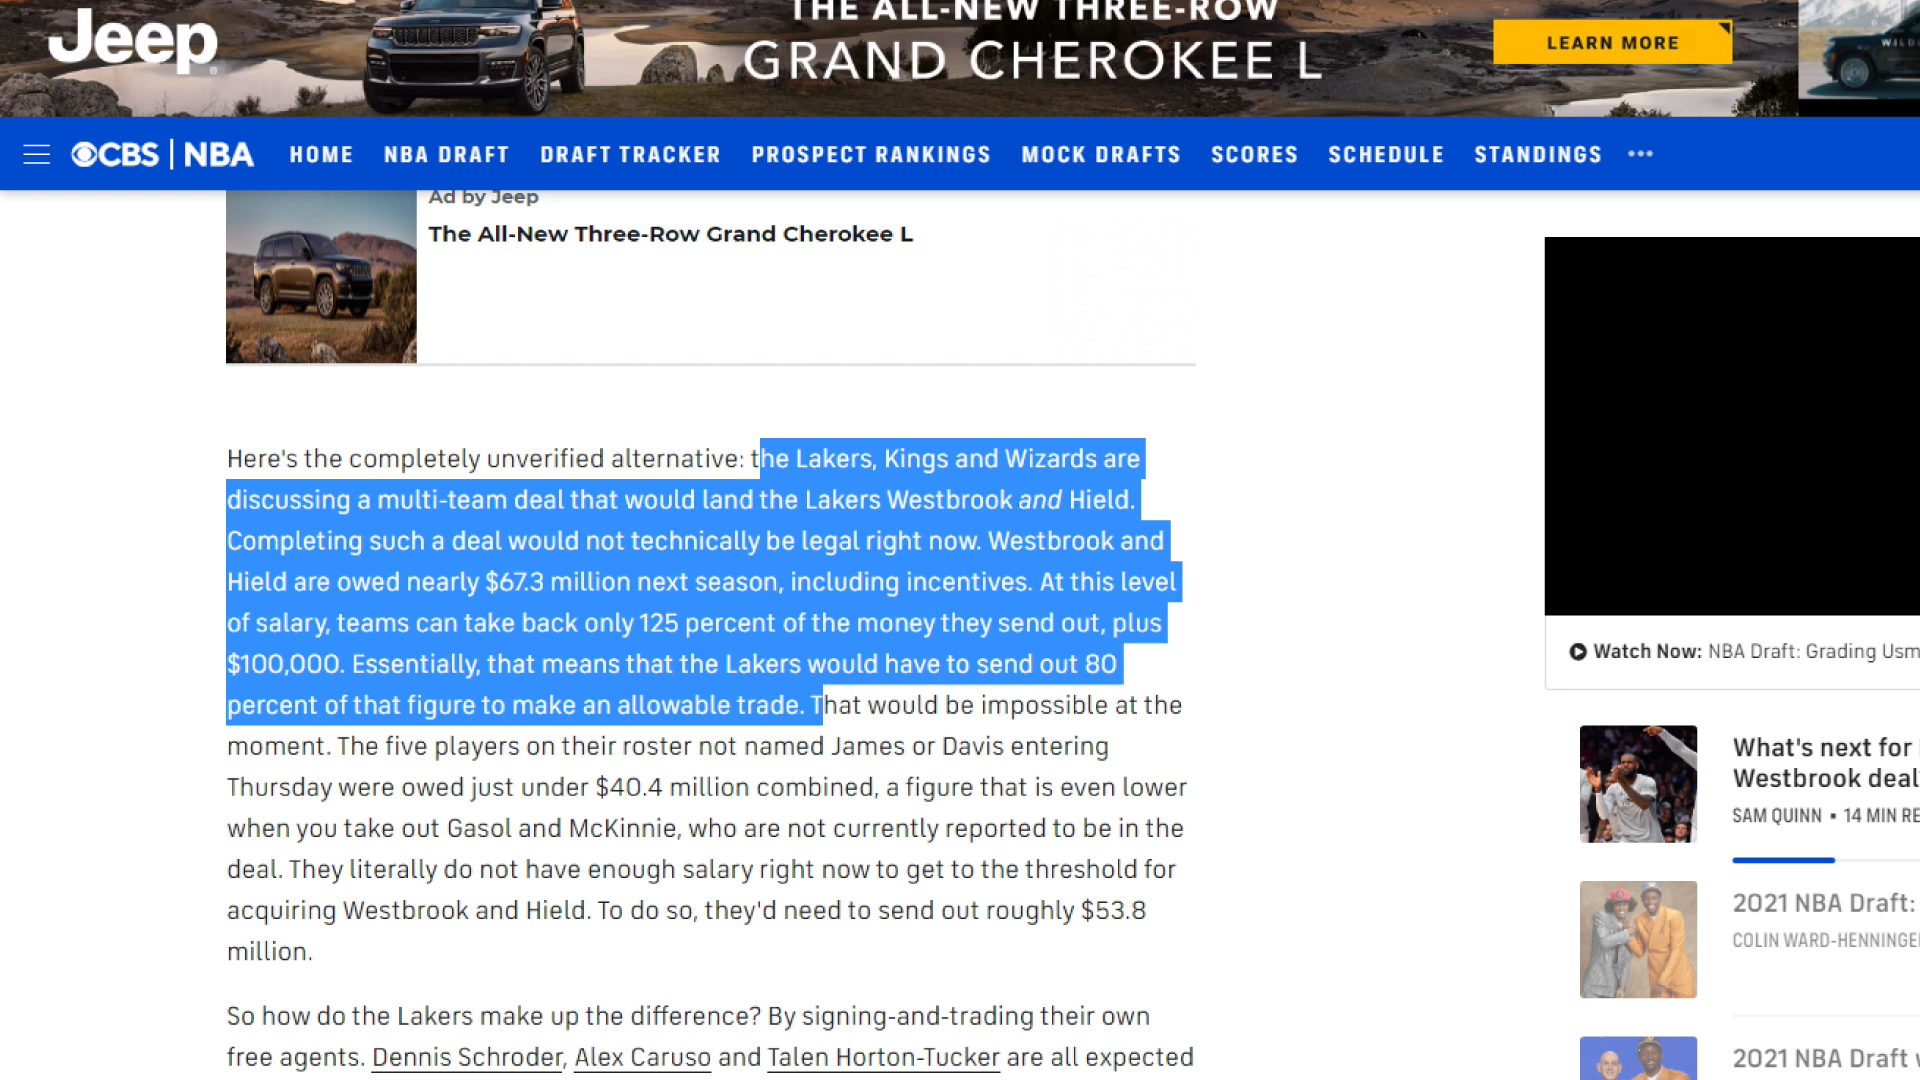 THE ALL-NEW THREE-ROW
Jeep
GRAND CHEROKEE L
LEARN MORE
CBS | NBA HOME NBA DRAFT DRAFT TRACKER PROSPECT RANKINGS MOCK DRAFTS SCORES SCHEDULE STANDINGS •••
Ad by Jeep
The All-New Three-Row Grand Cherokee L
Here's the completely unverified alternative: the Lakers, Kings and Wizards are
discussing a multi-team deal that would land the Lakers Westbrook and Hield.
Completing such a deal would not technically be legal right now. Westbrook and
Hield are owed nearly $67.3 million next season, including incentives. At this level
of salary, teams can take back only 125 percent of the money they send out, plus
$100,000. Essentially, that means that the Lakers would have to send out 80
percent of that figure to make an allowable trade. That would be impossible at the
moment. The five players on their roster not named James or Davis entering
Thursday were owed just under $40.4 million combined, a figure that is even lower
when you take out Gasol and McKinnie, who are not currently reported to be in the
deal. They literally do not have enough salary right now to get to the threshold for
acquiring Westbrook and Hield. To do so, they'd need to send out roughly $53.8
million.
So how do the Lakers make up the difference? By signing-and-trading their own
free agents. Dennis Schroder, Alex Caruso and Talen Horton-Tucker are all expected
Watch Now: NBA Draft: Grading Usm
What's next for
Westbrook deal
SAM QUINN • 14 MIN RE
2021 NBA Draft:
COLIN WARD-HENNINGE
2021 NBA Draft